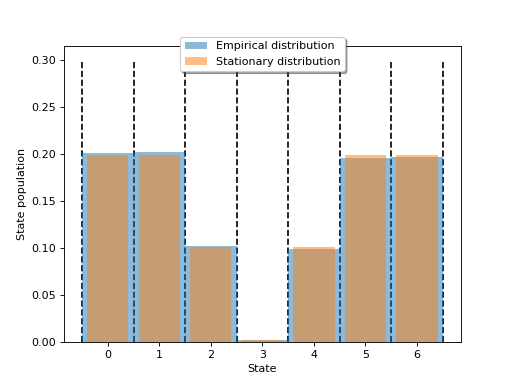 Empirical distribution
Stationary distribution
0.30
0.25
0.20
0.15
0.10
0.05
0.00
State population
0 1 2 3 4 5 6
State